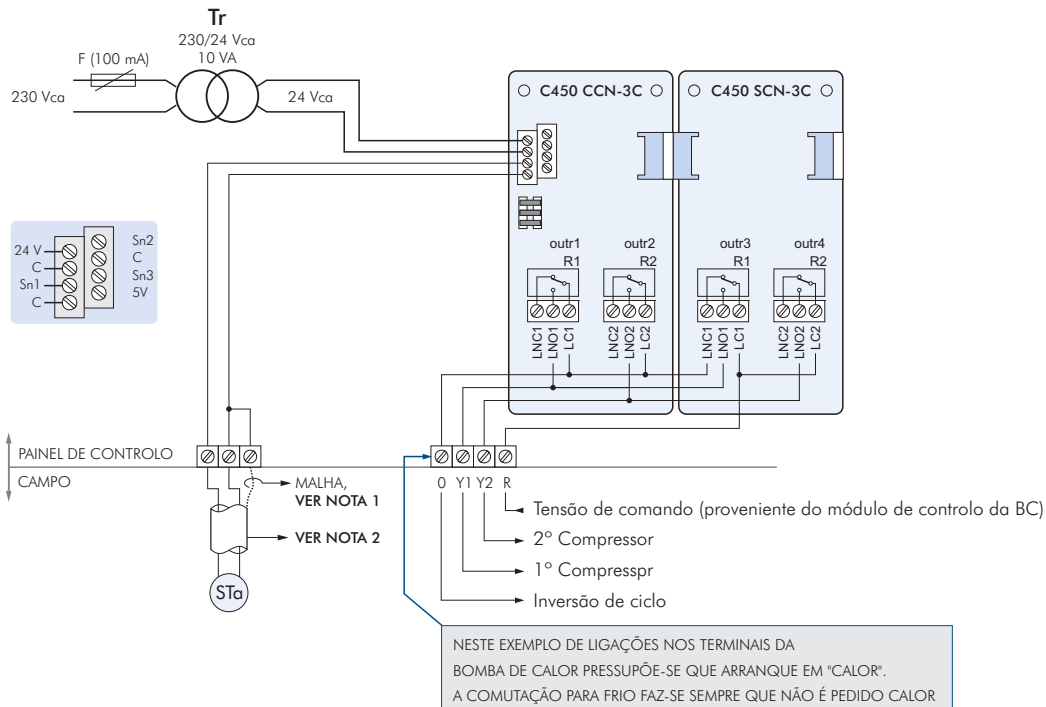 Tr
230/24 Vca
10 VA
F (100 mA)
230 Vca
24 Vca
C450 CCN-3C
C450 SCN-3C
24 V
C
Sn1
C
Sn2
C
Sn3
5V
outr1
R1
outr2
R2
outr3
R1
outr4
R2
LNC1
LNO1
LC1
LNC2
LNO2
LC2
LNC1
LNO1
LC1
LNC2
LNO2
LC2
PAINEL DE CONTROLO
CAMPO
MALHA,
VER NOTA 1
VER NOTA 2
STa
0 Y1 Y2 R
Tensão de comando (proveniente do módulo de controlo da BC)
2º Compressor
1º Compresspr
Inversão de ciclo
NESTE EXEMPLO DE LIGAÇÕES NOS TERMINAIS DA
BOMBA DE CALOR PRESSUPÕE-SE QUE ARRANQUE EM "CALOR".
A COMUTAÇÃO PARA FRIO FAZ-SE SEMPRE QUE NÃO É PEDIDO CALOR